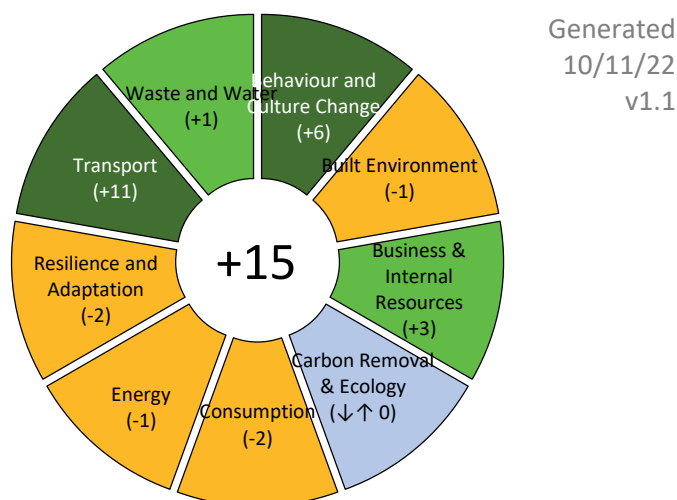 Generated
10/11/22
v1.1
Behaviour and
Culture Change
(+6)
Built Environment
(-1)
Business &
Internal
Resources
(+3)
Carbon Removal
& Ecology
(↓↑ 0)
Consumption
(-2)
Energy
(-1)
Resilience and
Adaptation
(-2)
Transport
(+11)
Waste and Water
(+1)
+15